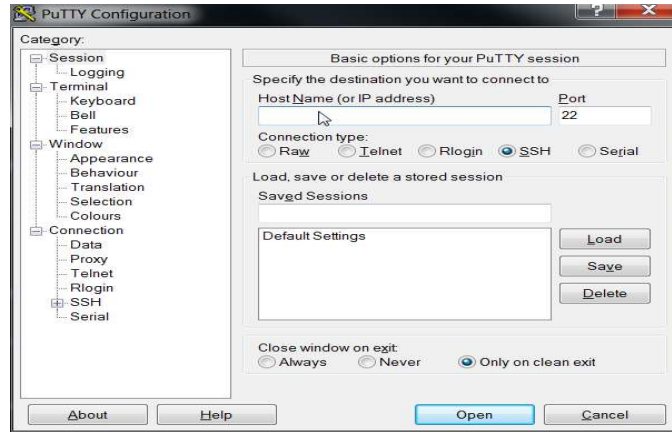 PuTTY Configuration
Category:
Session
Logging
Terminal
Keyboard
Bell
Features
Window
Appearance
Behaviour
Translation
Selection
Colours
Connection
Data
Proxy
Telnet
Rlogin
SSH
Serial
Basic options for your PuTTY session
Specify the destination you want to connect to
Host Name (or IP address) Port
22
Connection type:
Raw Telnet Rlogin SSH Serial
Load, save or delete a stored session
Saved Sessions
Default Settings
Load
Save
Delete
Close window on exit:
Always Never Only on clean exit
About Help Open Cancel